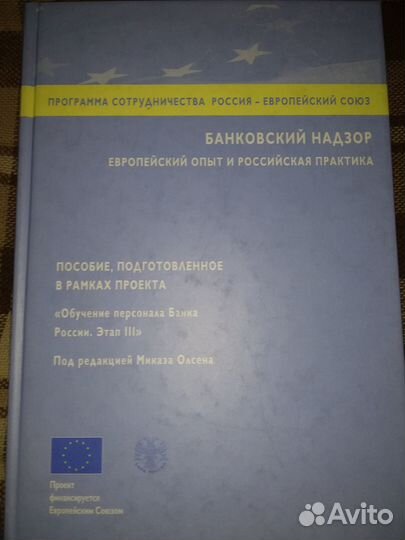 ПРОГРАММА СОТРУДНИЧЕСТВА РОССИЯ – ЕВРОПЕЙСКИЙ СОЮЗ
БАНКОВСКИЙ НАДЗОР
ЕВРОПЕЙСКИЙ ОПЫТ И РОССИЙСКАЯ ПРАКТИКА
ПОСОБИЕ, ПОДГОТОВЛЕННОЕ
В РАМКАХ ПРОЕКТА
«Обучение персонала Банка
России. Этап III»
Под редакцией Миказа Олсена
Проект
финансируется
Европейским Союзом
Avito